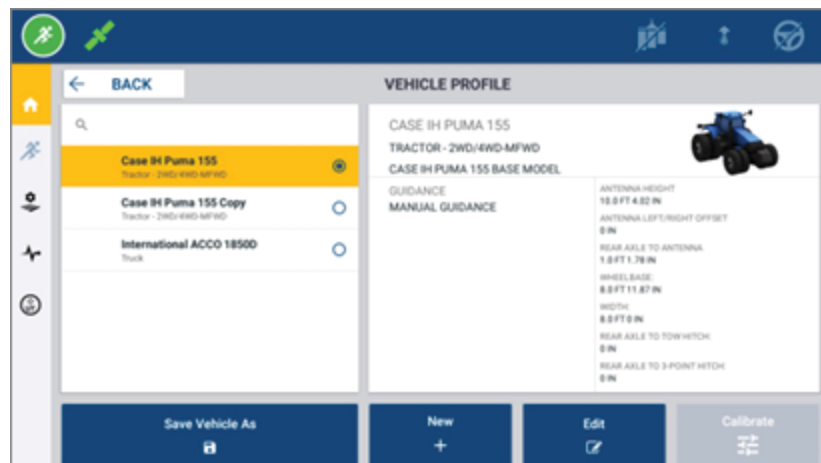 BACK
VEHICLE PROFILE
Case IH Puma 155
Tractor - 2WD/4WD-MFWD
Case IH Puma 155 Copy
Tractor - 2WD/4WD-MFWD
International ACCO 1850D
Truck
CASE IH PUMA 155
TRACTOR - 2WD/4WD-MFWD
CASE IH PUMA 155 BASE MODEL
GUIDANCE
MANUAL GUIDANCE
ANTENNA HEIGHT
10.0 FT 4.02 IN
ANTENNA LEFT/RIGHT OFFSET
0 IN
REAR AXLE TO ANTENNA
1.0 FT 1.78 IN
WHEELBASE:
8.0 FT 11.87 IN
WIDTH:
8.0 FT 0 IN
REAR AXLE TO TOW HITCH:
0 IN
REAR AXLE TO 3-POINT HITCH:
0 IN
Save Vehicle As
New
Edit
Calibrate